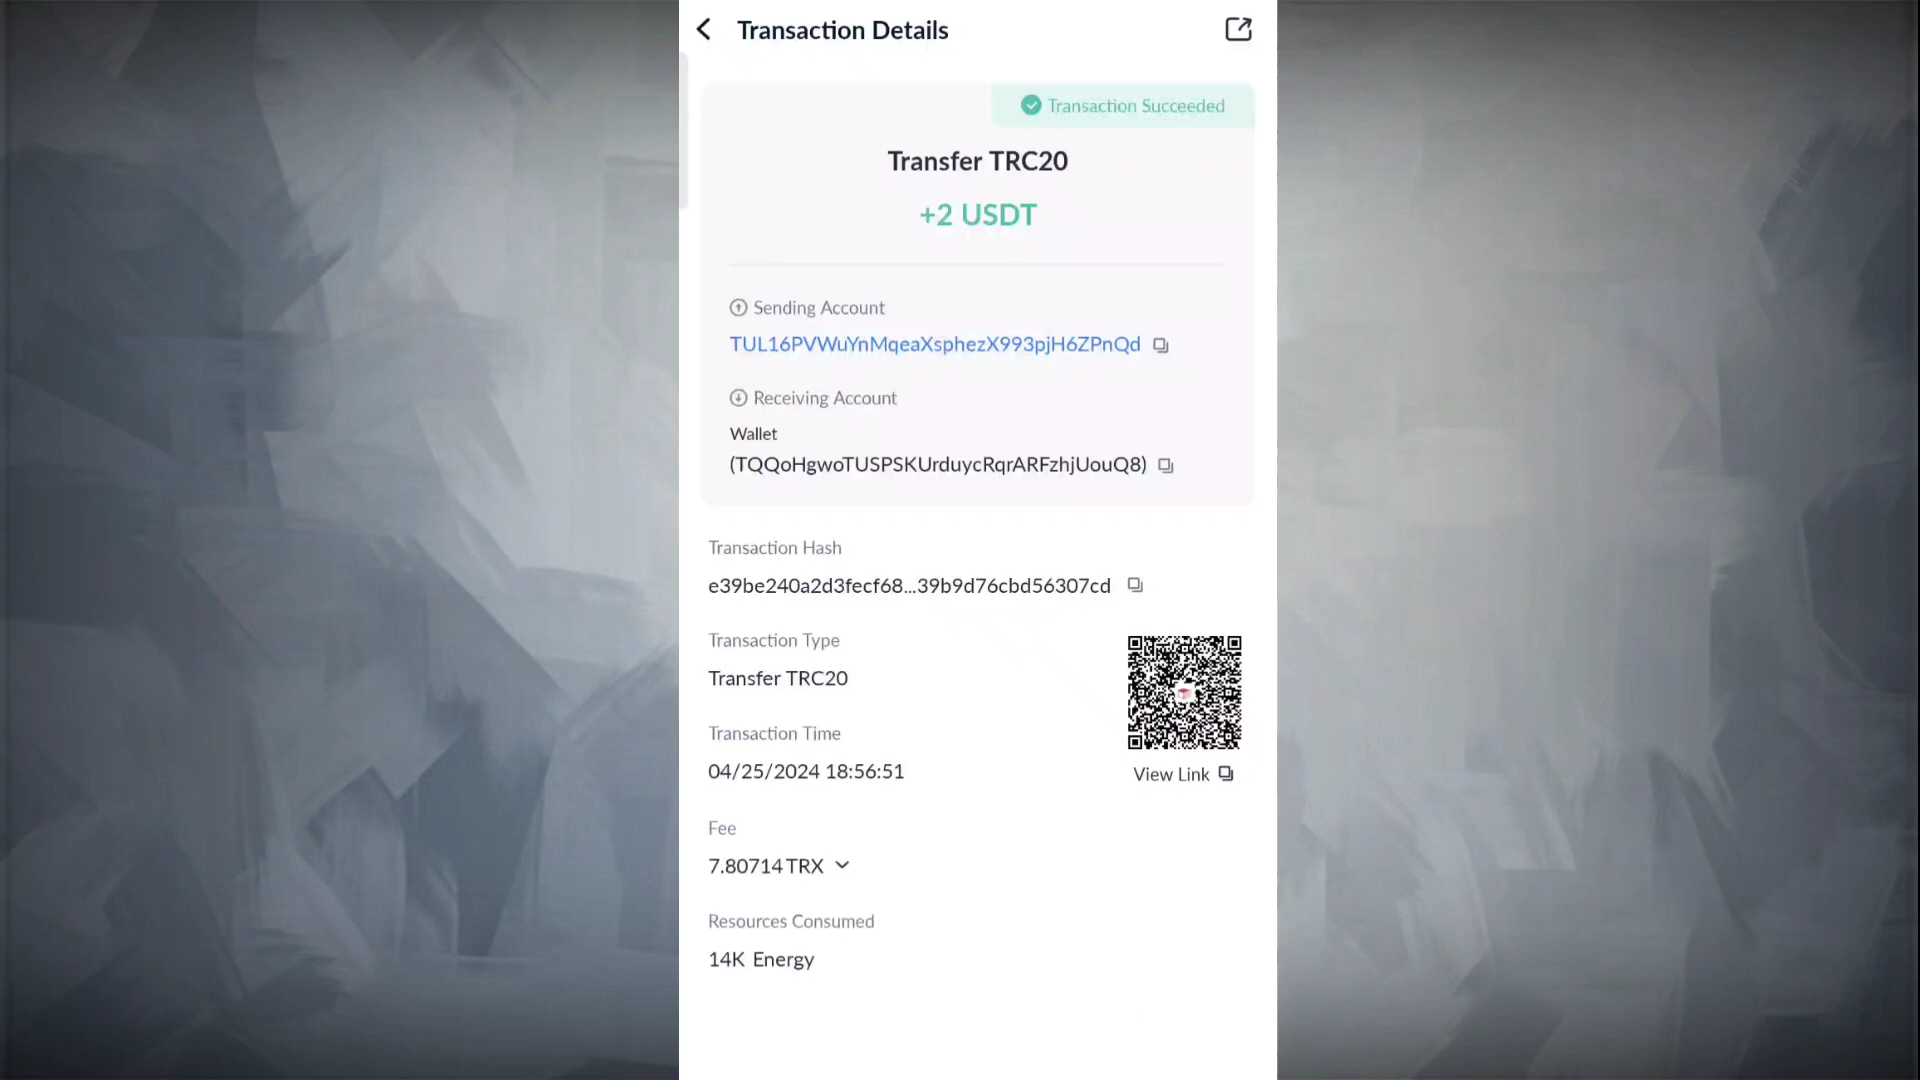 Transaction Details
Transaction Succeeded
Transfer TRC20
+2 USDT
Sending Account
TUL16PVWuYnMqeaXsphezX993pjH6ZPnQd
Receiving Account
Wallet
(TQQoHgwoTUSPSKUrduycRqrARFzhjUouQ8)
Transaction Hash
e39be240a2d3fecf68...39b9d76cbd56307cd
Transaction Type
Transfer TRC20
Transaction Time
04/25/2024 18:56:51
View Link
Fee
7.80714 TRX
Resources Consumed
14K Energy